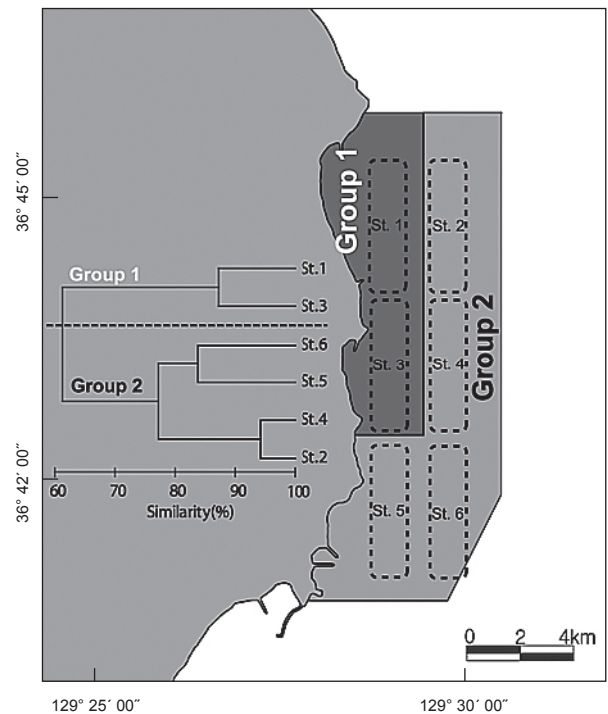 36° 45´ 00˝
36° 42´ 00˝
Group 1
St. 1
St. 2
Group 1
St.1
St.3
Group 2
St. 3
St. 4
St.6
Group 2
St.5
St.4
St.2
60 70 80 90 100
Similarity(%)
St. 5
St. 6
0 2 4km
129° 25´ 00˝
129° 30´ 00˝